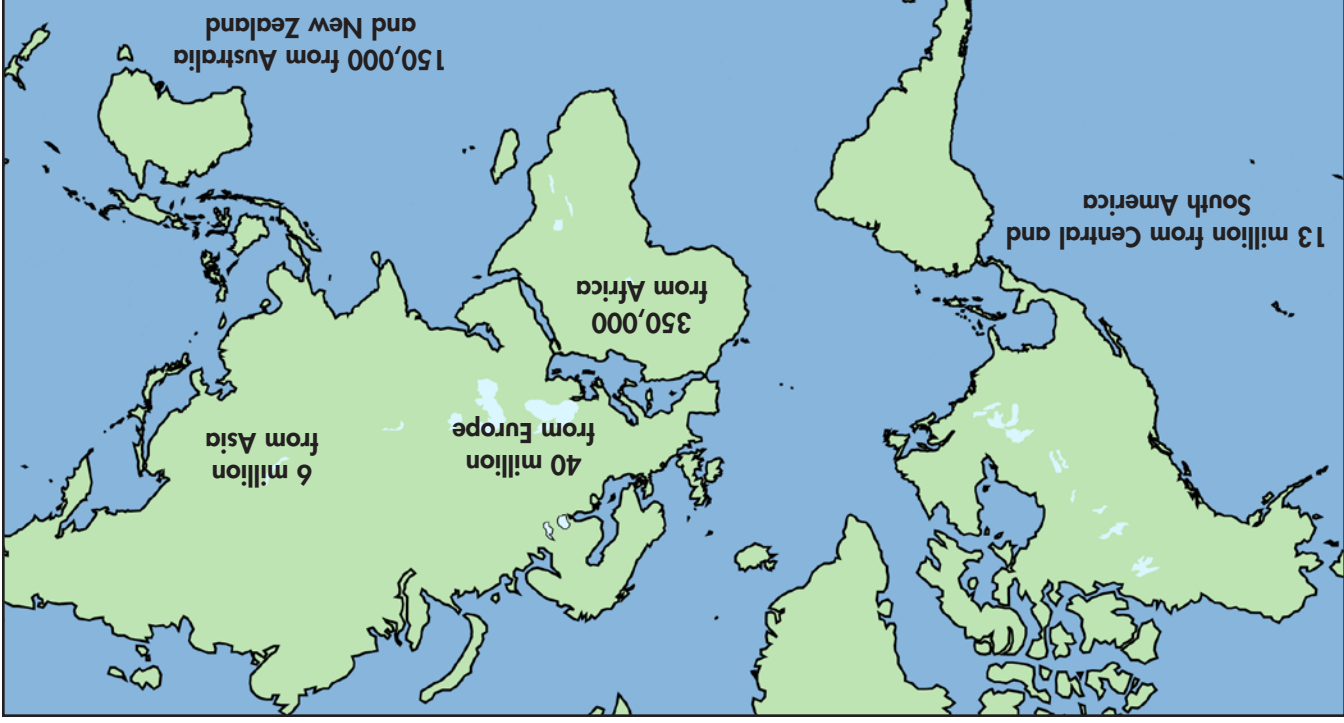 13 million from Central and
South America
40 million
from Europe
6 million
from Asia
350,000
from Africa
150,000 from Australia
and New Zealand